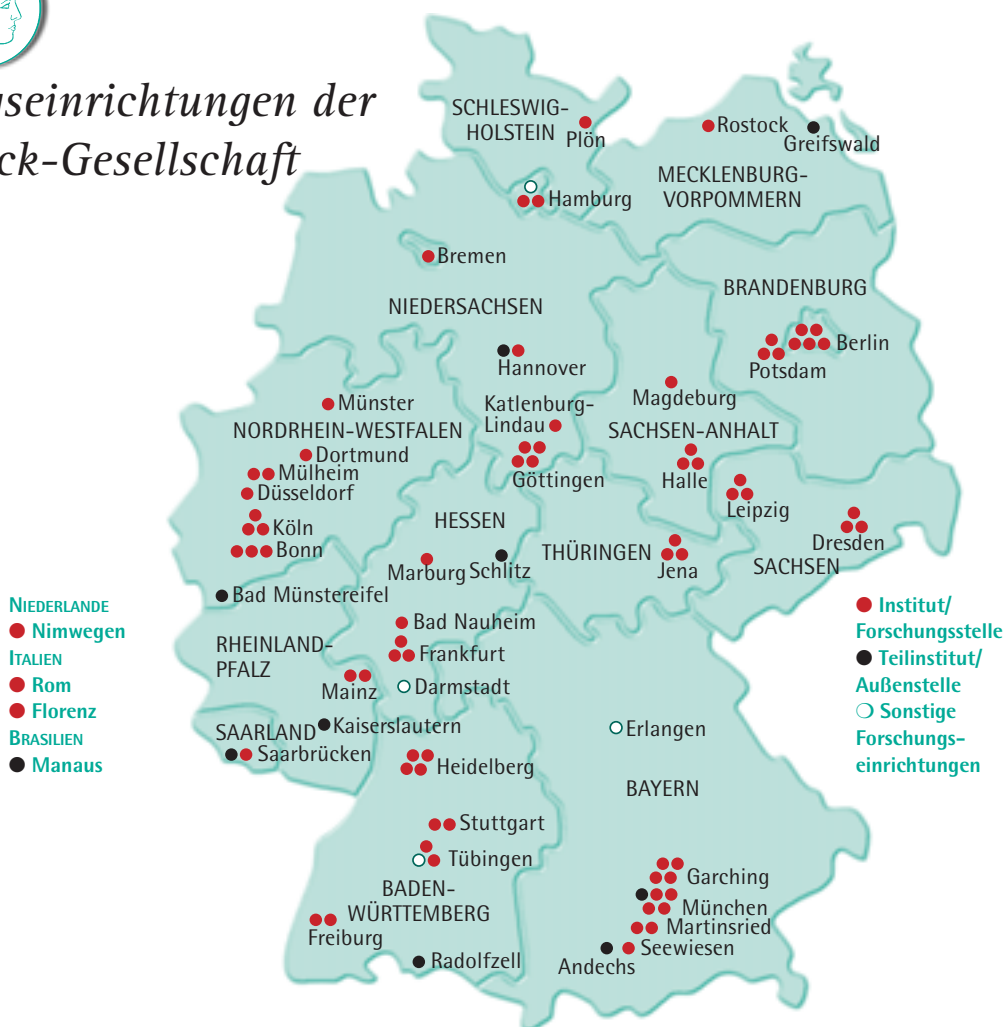 der
-Gesellschaft
SCHLESWIG-
HOLSTEIN
Plön
Rostock
Greifswald
MECKLENBURG-
VORPOMMERN
Hamburg
Bremen
NIEDERSACHSEN
BRANDENBURG
Berlin
Potsdam
Hannover
Magdeburg
Münster
Katlenburg-
Lindau
NORDRHEIN-WESTFALEN
SACHSEN-ANHALT
Dortmund
Mülheim
Düsseldorf
Göttingen
Halle
Leipzig
Köln
HESSEN
Bonn
THÜRINGEN
Dresden
Marburg
Schlitz
Jena
SACHSEN
Bad Münstereifel
NIEDERLANDE
Nimwegen
ITALIEN
Rom
Florenz
BRASILIEN
Manaus
Bad Nauheim
RHEINLAND-
PFALZ
Frankfurt
Mainz
Darmstadt
SAARLAND
Kaiserslautern
Saarbrücken
Erlangen
Heidelberg
BAYERN
Stuttgart
Tübingen
BADEN-
WÜRTTEMBERG
Freiburg
Radolfzell
Garching
München
Martinsried
Seewiesen
Andechs
Institut/
Forschungsstelle
Teilinstitut/
Außenstelle
Sonstige
Forschungs-
einrichtungen